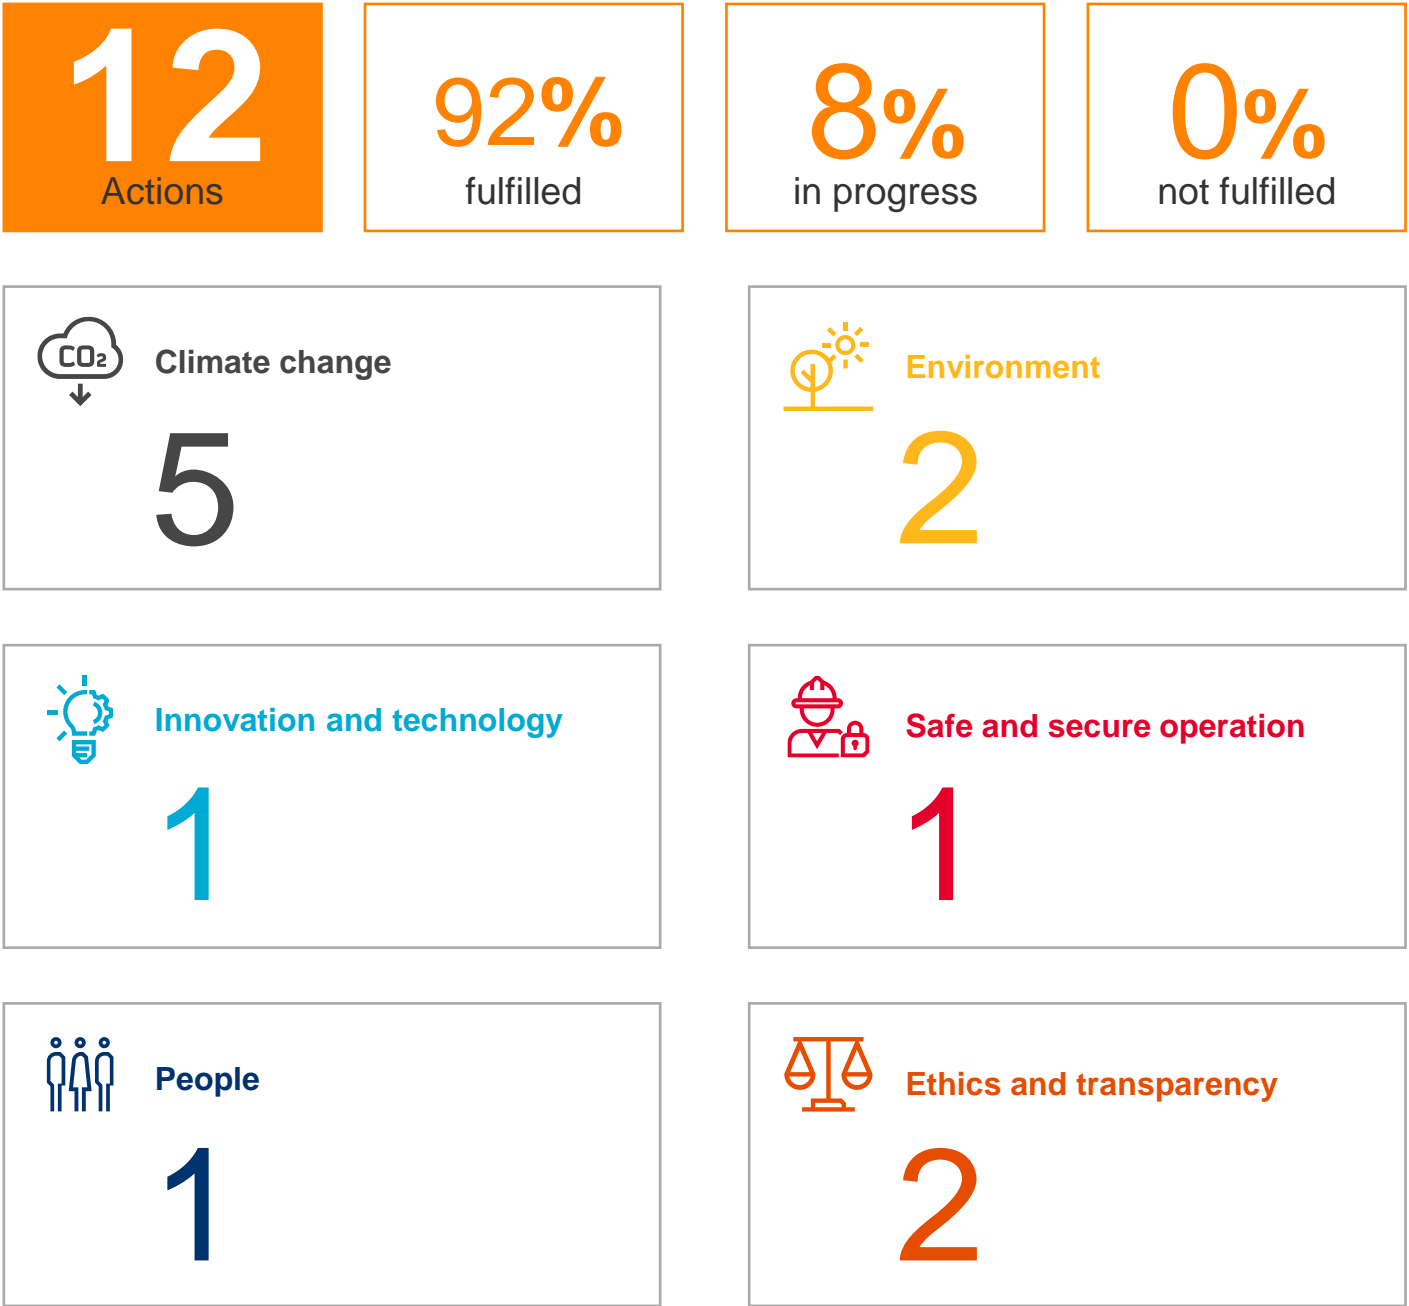 12
Actions
92%
fulfilled
8%
in progress
0%
not fulfilled
CO₂
Climate change
5
Environment
2
Innovation and technology
1
Safe and secure operation
1
People
1
Ethics and transparency
2